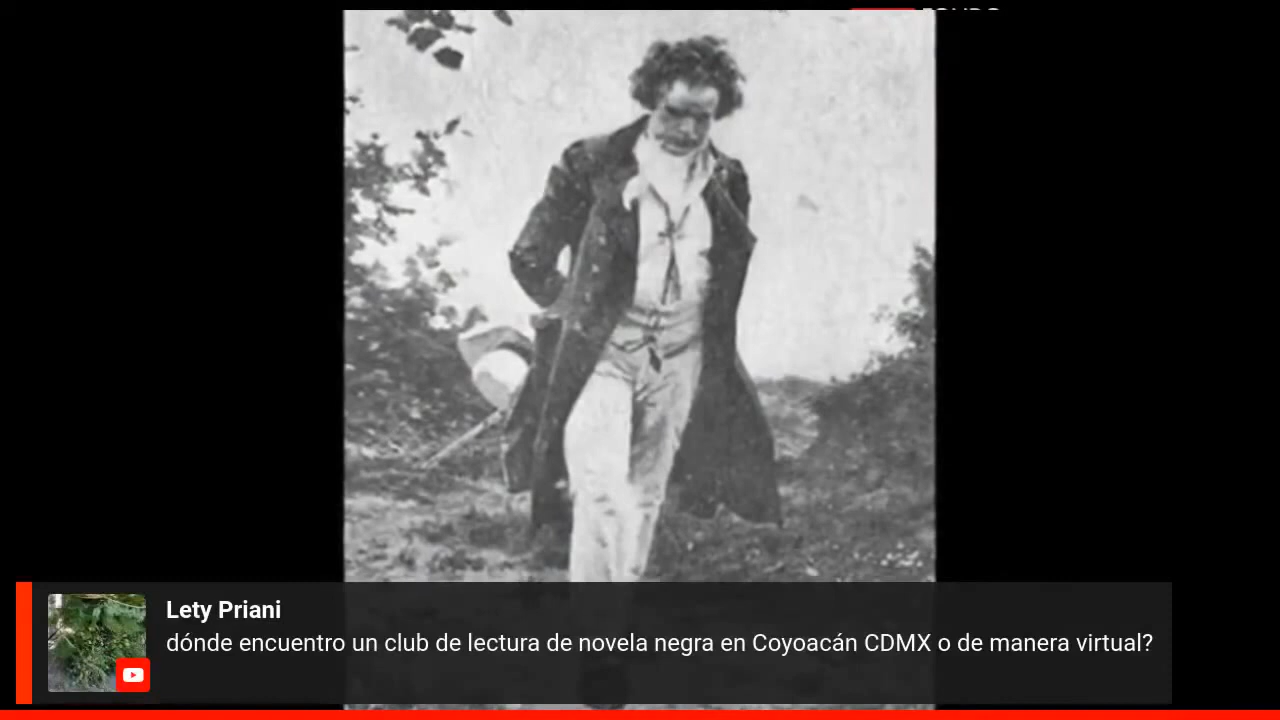 Lety Priani
dónde encuentro un club de lectura de novela negra en Coyoacán CDMX o de manera virtual?